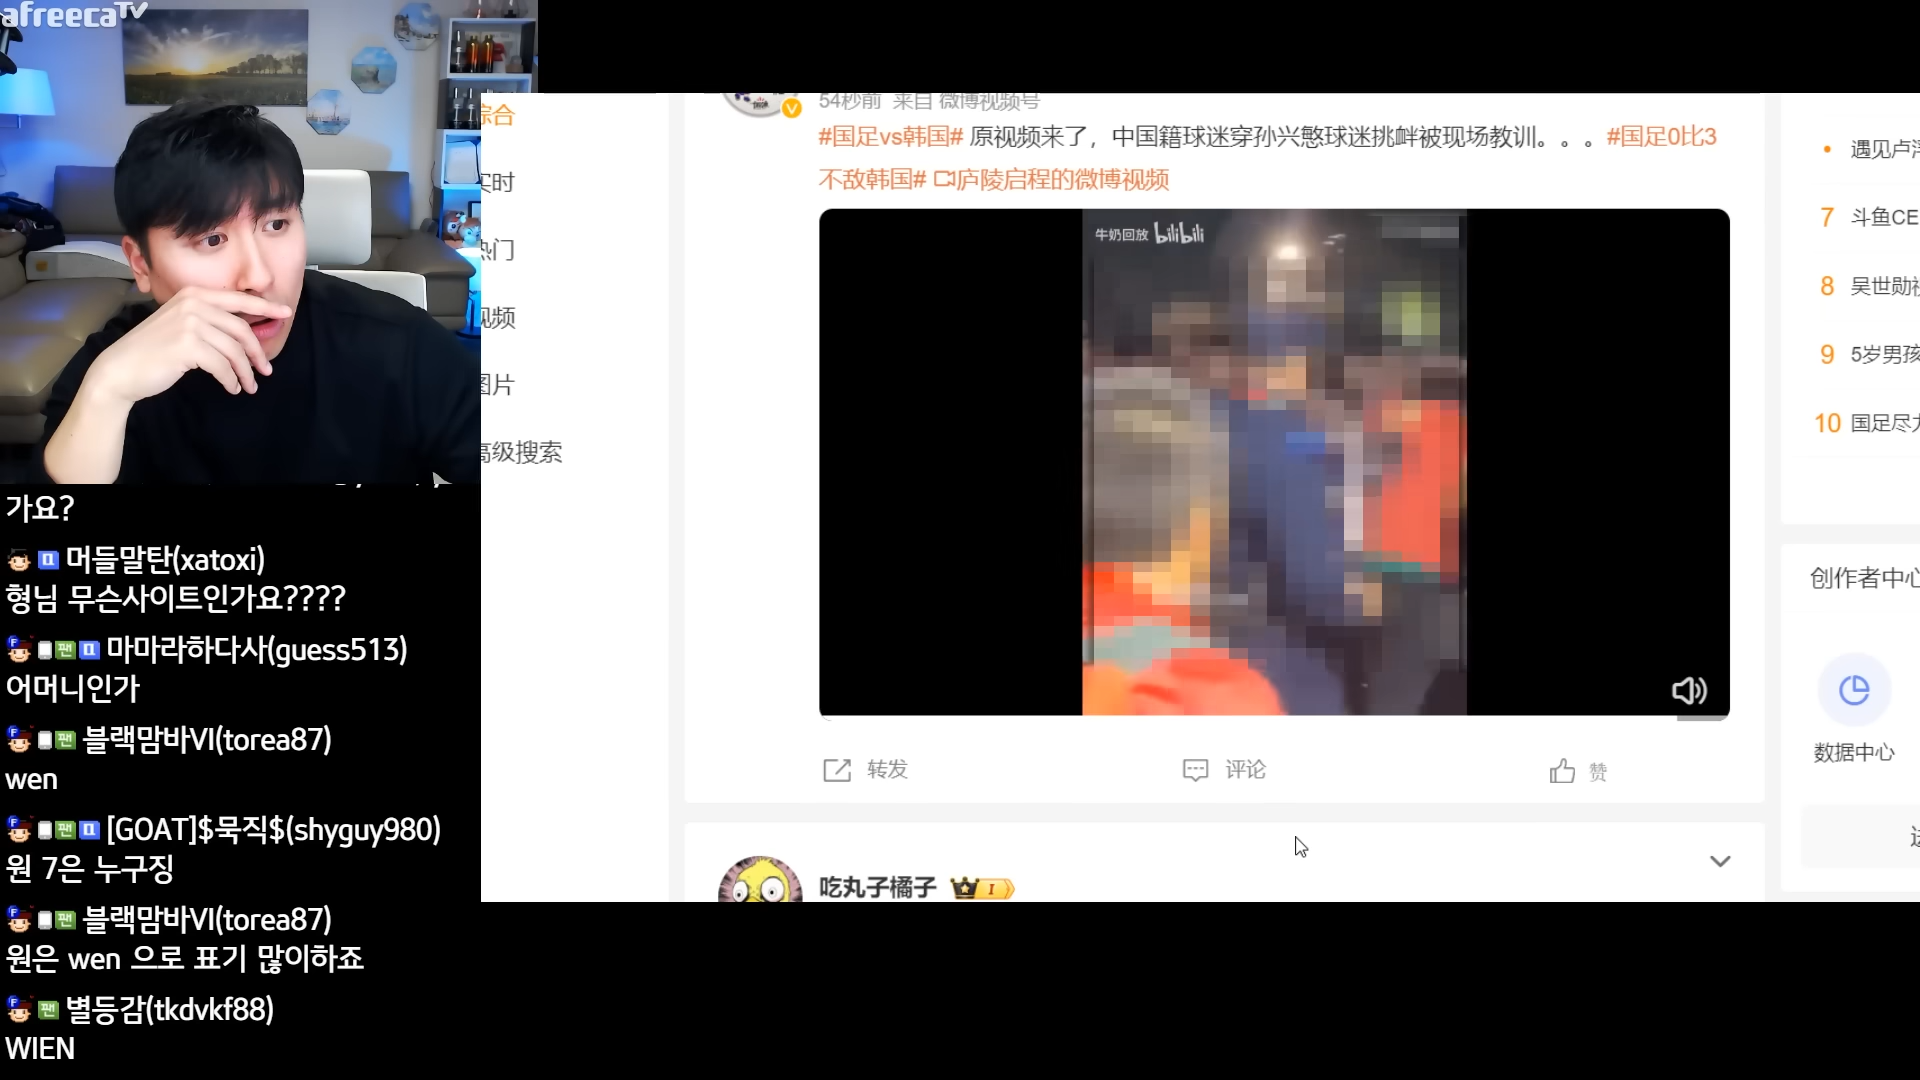 afreecaTV
综合
实时
热门
视频
图片
高级搜索
54秒前 来自 微博视频号
#国足vs韩国# 原视频来了，中国籍球迷穿孙兴慜球迷挑衅被现场教训。。。#国足0比3
不敌韩国# 庐陵启程的微博视频
牛奶回放 bilibili
转发
评论
赞
吃丸子橘子 I
遇见卢浮
7 斗鱼CE
8 吴世勋
9 5岁男孩
10 国足尽力
创作者中心
数据中心
가요?
머들말탄(xatoxi)
형님 무슨사이트인가요????
마마라하다사(guess513)
어머니인가
블랙맘바VI(torea87)
wen
[GOAT]$묵직$(shyguy980)
원 7은 누구징
블랙맘바VI(torea87)
원은 wen 으로 표기 많이하죠
별등감(tkdvkf88)
WIEN